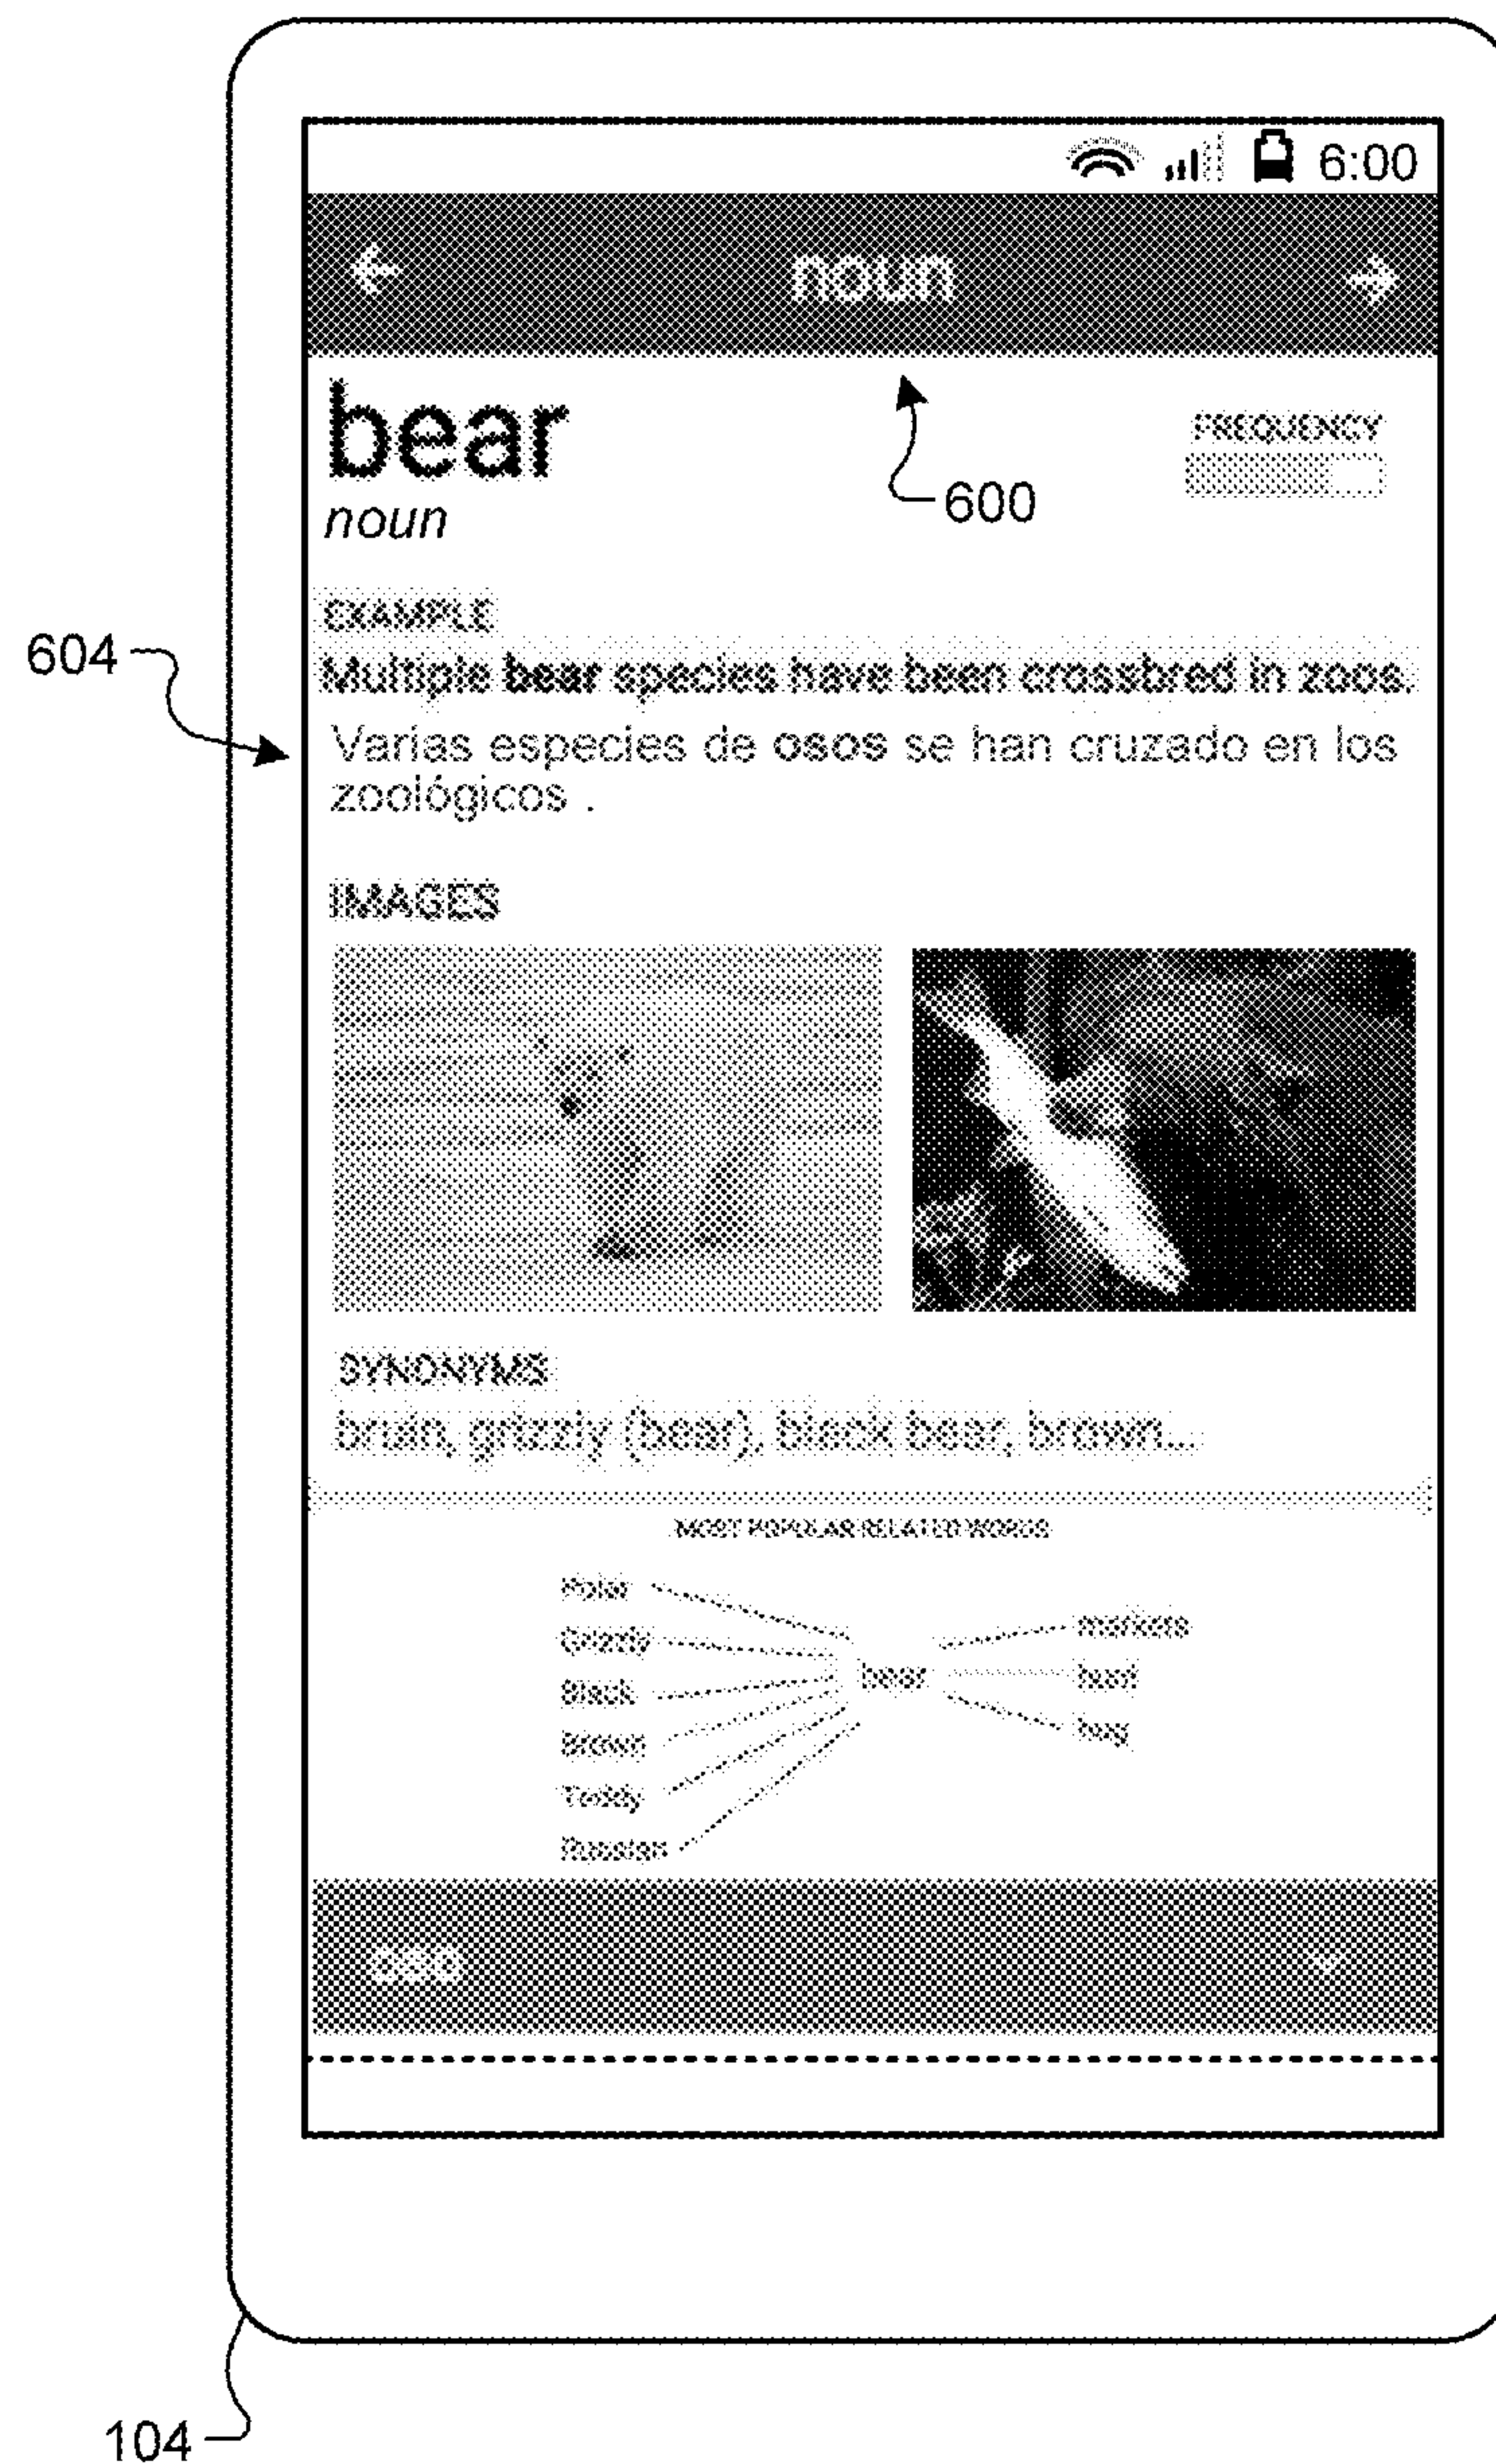 6:00
noun
bear
FREQUENCY
600
noun
EXAMPLE
604
Multiple bear species have been crossbred in zoos.
Varias especies de osos se han cruzado en los
zoológicos .
IMAGES
SYNONYMS
bruin, grizzly (bear), black bear, brown...
MOST POPULAR RELATED WORDS
Polar
Grizzly
Black
Brown
Teddy
Russian
bear
markets
hunt
hug
oso
104